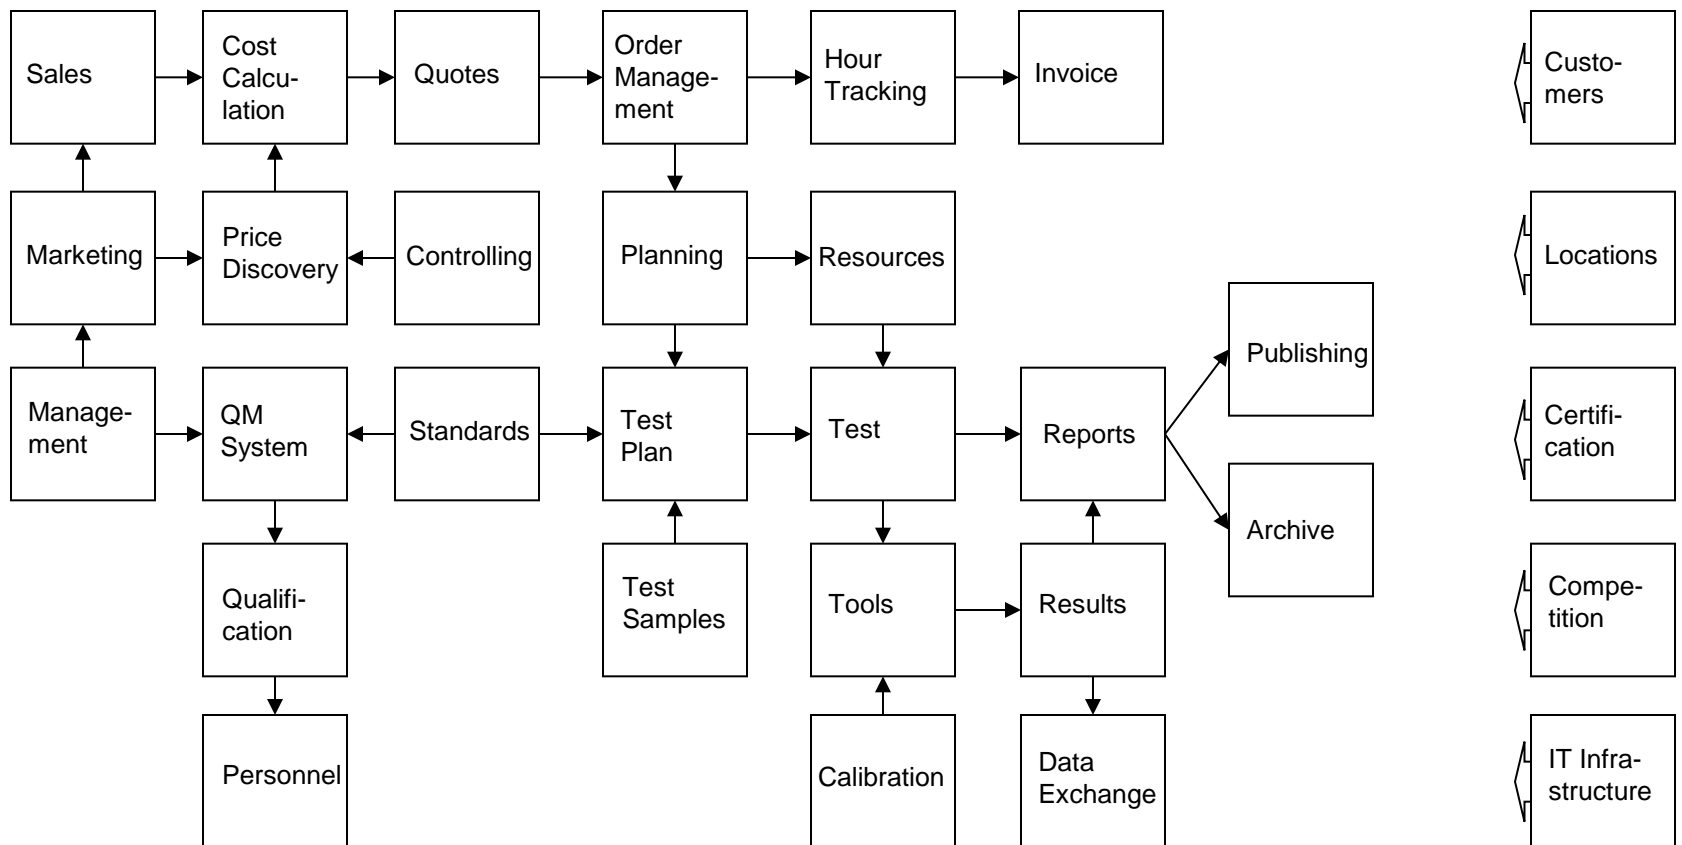 Sales
Cost
Calcu-
lation
Quotes
Order
Manage-
ment
Hour
Tracking
Invoice
Custo-
mers
Marketing
Price
Discovery
Controlling
Planning
Resources
Locations
Publishing
Manage-
ment
QM
System
Standards
Test
Plan
Test
Reports
Certifi-
cation
Archive
Qualifi-
cation
Test
Samples
Tools
Results
Compe-
tition
Personnel
Calibration
Data
Exchange
IT Infra-
structure